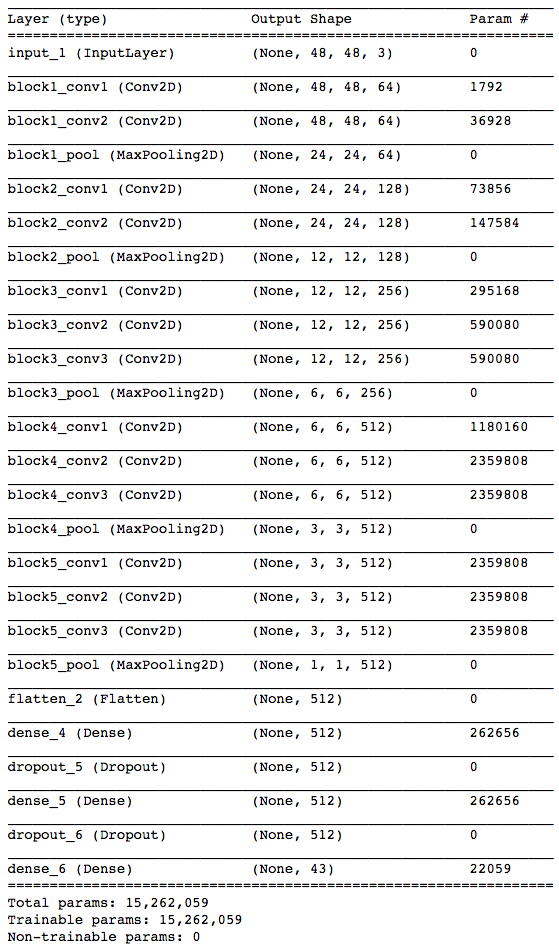 Layer (type) Output Shape Param #
input_1 (InputLayer) (None, 48, 48, 3) 0
block1_conv1 (Conv2D) (None, 48, 48, 64) 1792
block1_conv2 (Conv2D) (None, 48, 48, 64) 36928
block1_pool (MaxPooling2D) (None, 24, 24, 64) 0
block2_conv1 (Conv2D) (None, 24, 24, 128) 73856
block2_conv2 (Conv2D) (None, 24, 24, 128) 147584
block2_pool (MaxPooling2D) (None, 12, 12, 128) 0
block3_conv1 (Conv2D) (None, 12, 12, 256) 295168
block3_conv2 (Conv2D) (None, 12, 12, 256) 590080
block3_conv3 (Conv2D) (None, 12, 12, 256) 590080
block3_pool (MaxPooling2D) (None, 6, 6, 256) 0
block4_conv1 (Conv2D) (None, 6, 6, 512) 1180160
block4_conv2 (Conv2D) (None, 6, 6, 512) 2359808
block4_conv3 (Conv2D) (None, 6, 6, 512) 2359808
block4_pool (MaxPooling2D) (None, 3, 3, 512) 0
block5_conv1 (Conv2D) (None, 3, 3, 512) 2359808
block5_conv2 (Conv2D) (None, 3, 3, 512) 2359808
block5_conv3 (Conv2D) (None, 3, 3, 512) 2359808
block5_pool (MaxPooling2D) (None, 1, 1, 512) 0
flatten_2 (Flatten) (None, 512) 0
dense_4 (Dense) (None, 512) 262656
dropout_5 (Dropout) (None, 512) 0
dense_5 (Dense) (None, 512) 262656
dropout_6 (Dropout) (None, 512) 0
dense_6 (Dense) (None, 43) 22059
Total params: 15,262,059
Trainable params: 15,262,059
Non-trainable params: 0